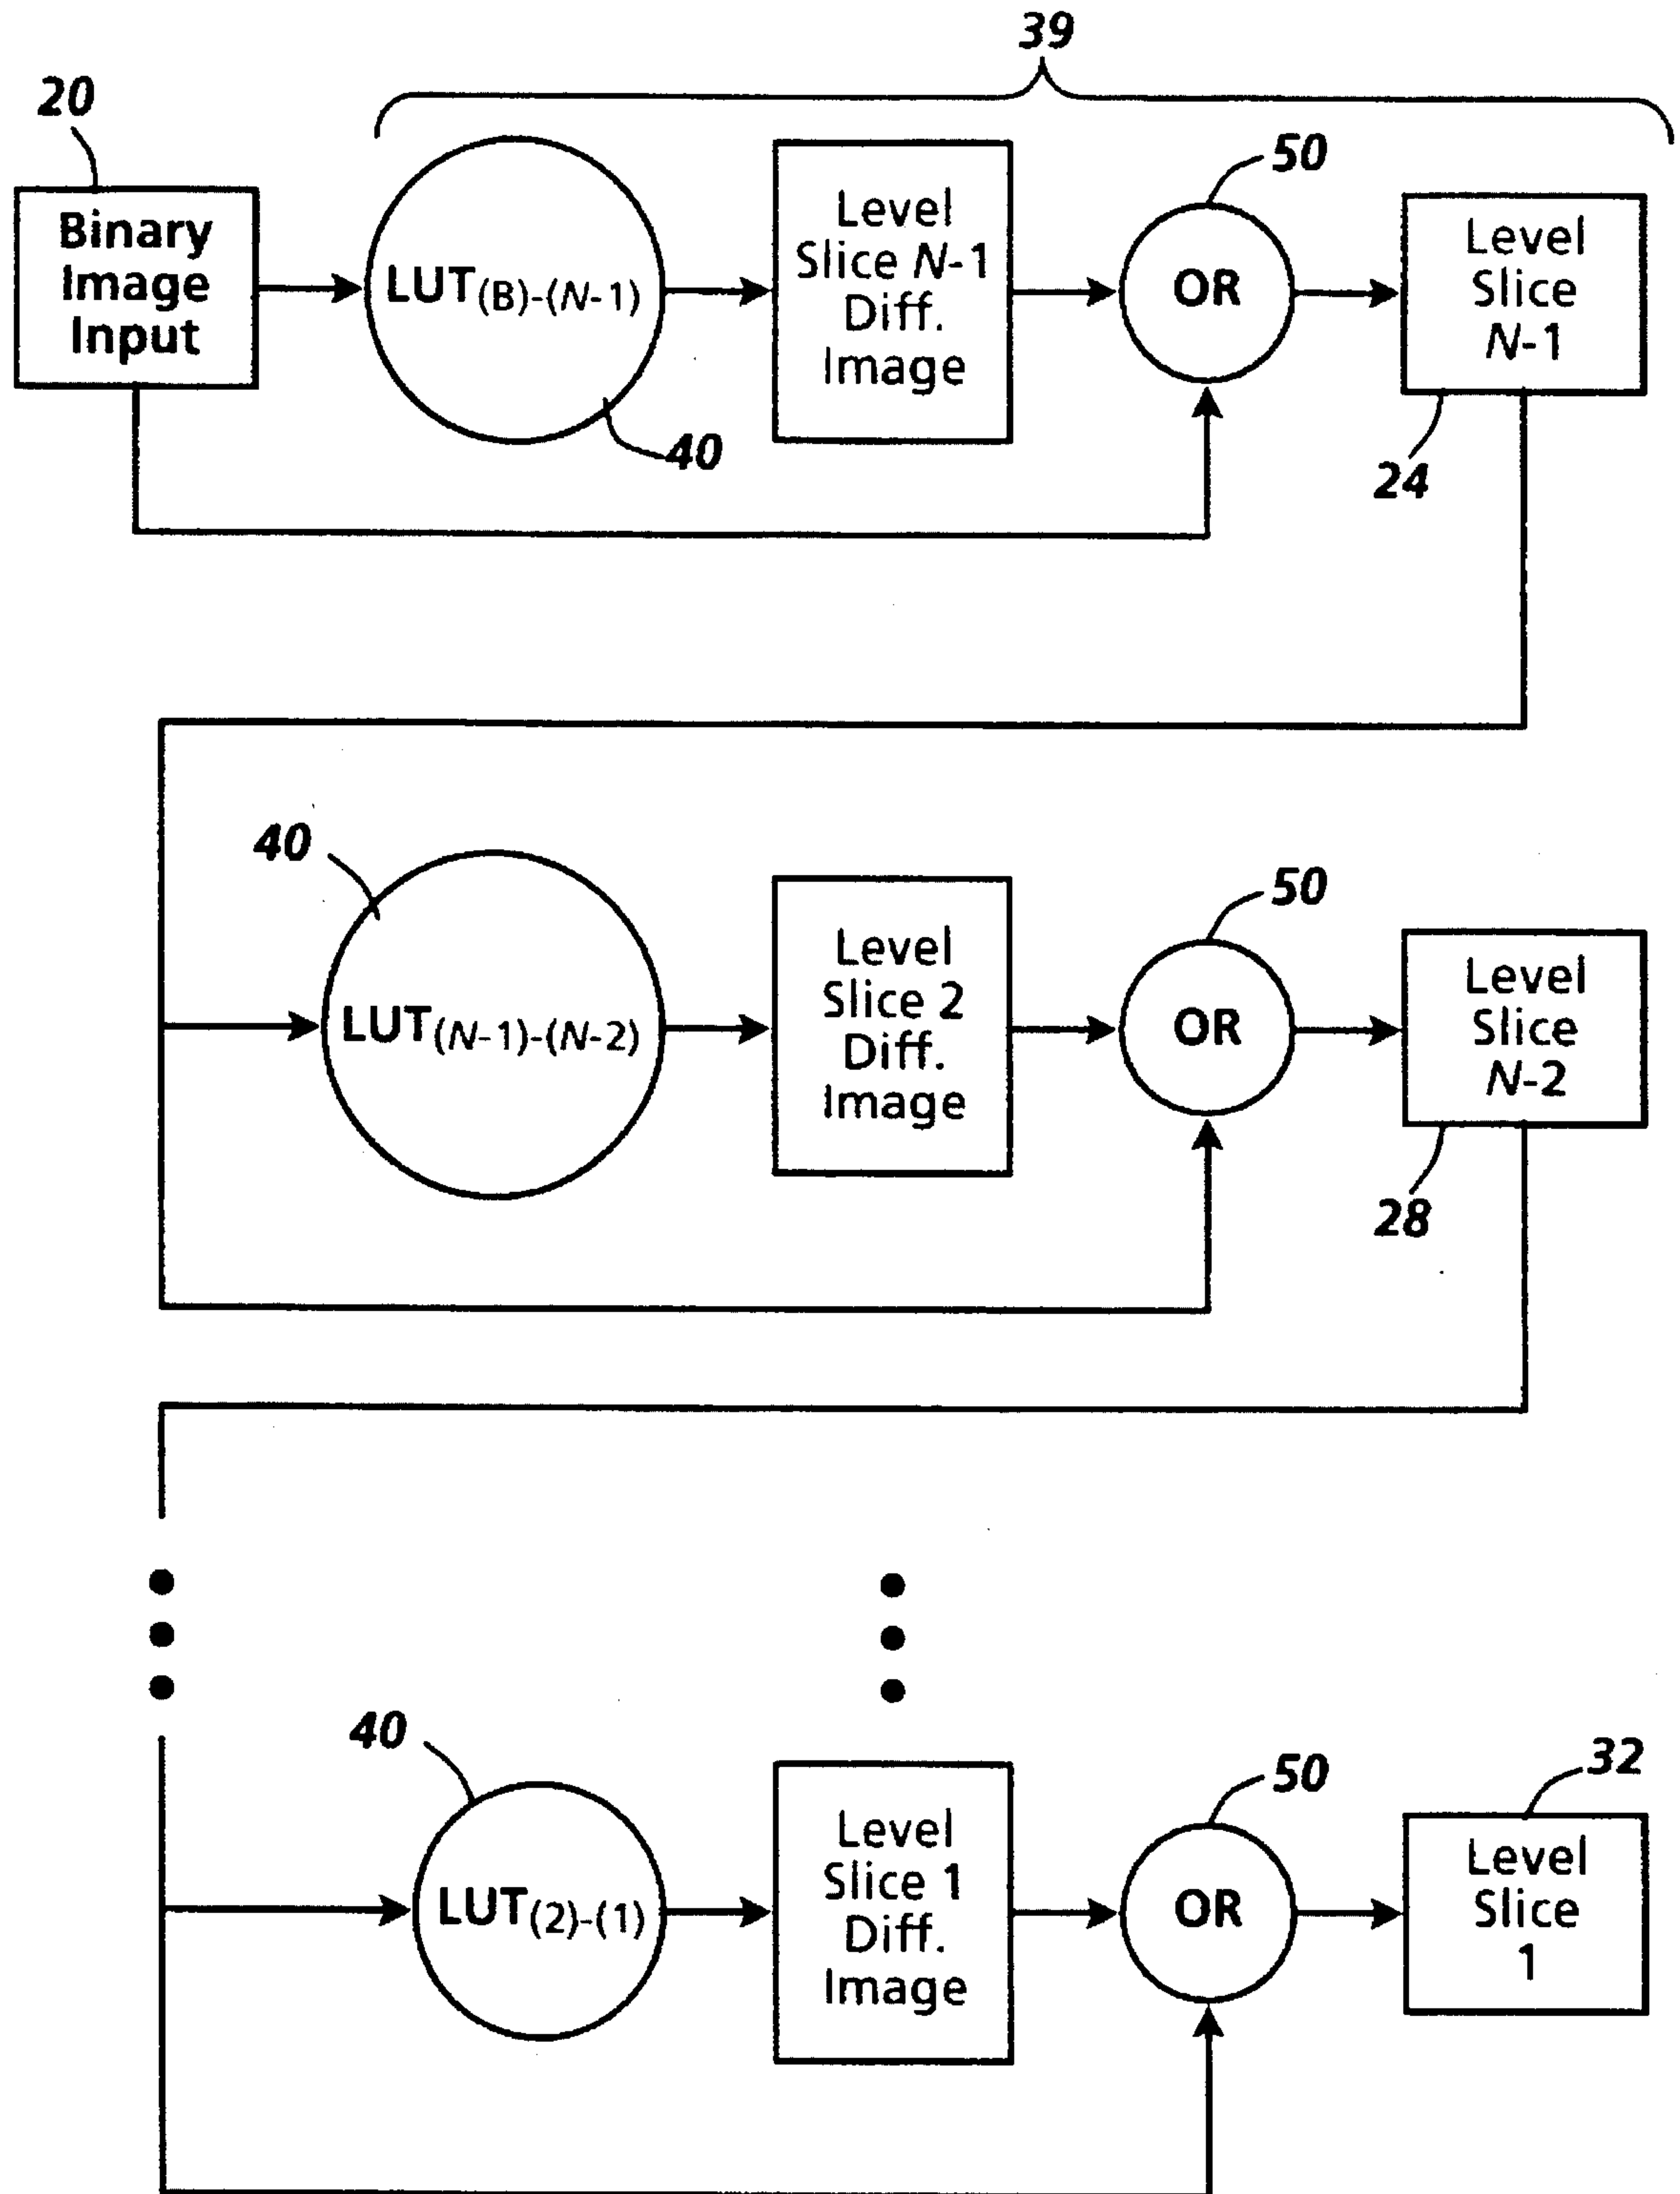 39
20
Binary
Image
Input
LUT(B)-(N-1)
40
Level
Slice N-1
Diff.
Image
50
OR
Level
Slice
N-1
24
40
LUT(N-1)-(N-2)
Level
Slice 2
Diff.
Image
50
OR
Level
Slice
N-2
28
40
LUT(2)-(1)
Level
Slice 1
Diff.
Image
50
OR
32
Level
Slice
1